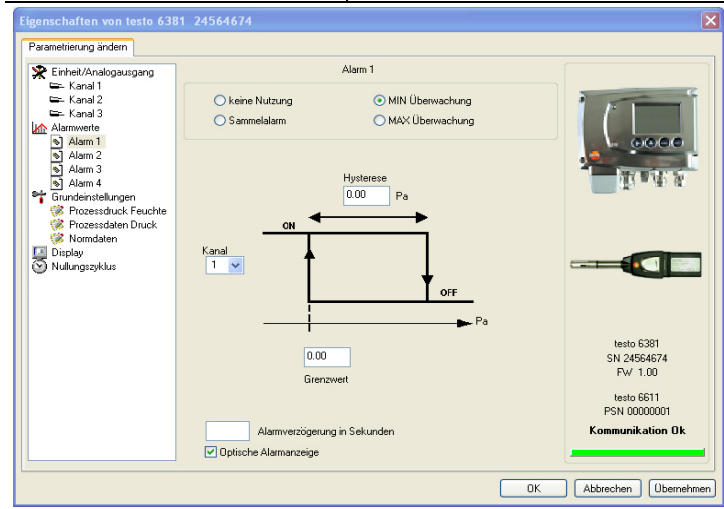 Eigenschaften von testo 6381 24564674
Parametrierung ändern
Einheit/Analogausgang
Kanal 1
Kanal 2
Kanal 3
Alarmwerte
Alarm 1
Alarm 2
Alarm 3
Alarm 4
Grundeinstellungen
Prozessdruck Feuchte
Prozessdaten Druck
Normdaten
Display
Nullungszyklus
Alarm 1
keine Nutzung
MIN Überwachung
Sammelalarm
MAX Überwachung
Hysterese
0.00 Pa
ON
Kanal
1
OFF
Pa
0.00
Grenzwert
Alarmverzögerung in Sekunden
Optische Alarmanzeige
testo 6381
SN 24564674
FW 1.00
testo 6611
PSN 00000001
Kommunikation Ok
OK
Abbrechen
Übernehmen